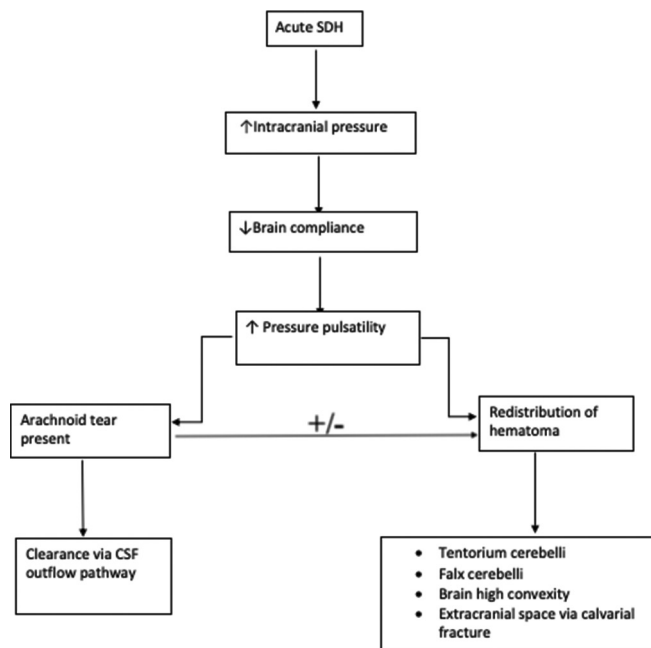 Acute SDH
↑Intracranial pressure
↓Brain compliance
↑ Pressure pulsatility
Arachnoid tear
present
+/-
Redistribution of
hematoma
Clearance via CSF
outflow pathway
• Tentorium cerebelli
• Falx cerebelli
• Brain high convexity
• Extracranial space via calvarial
fracture